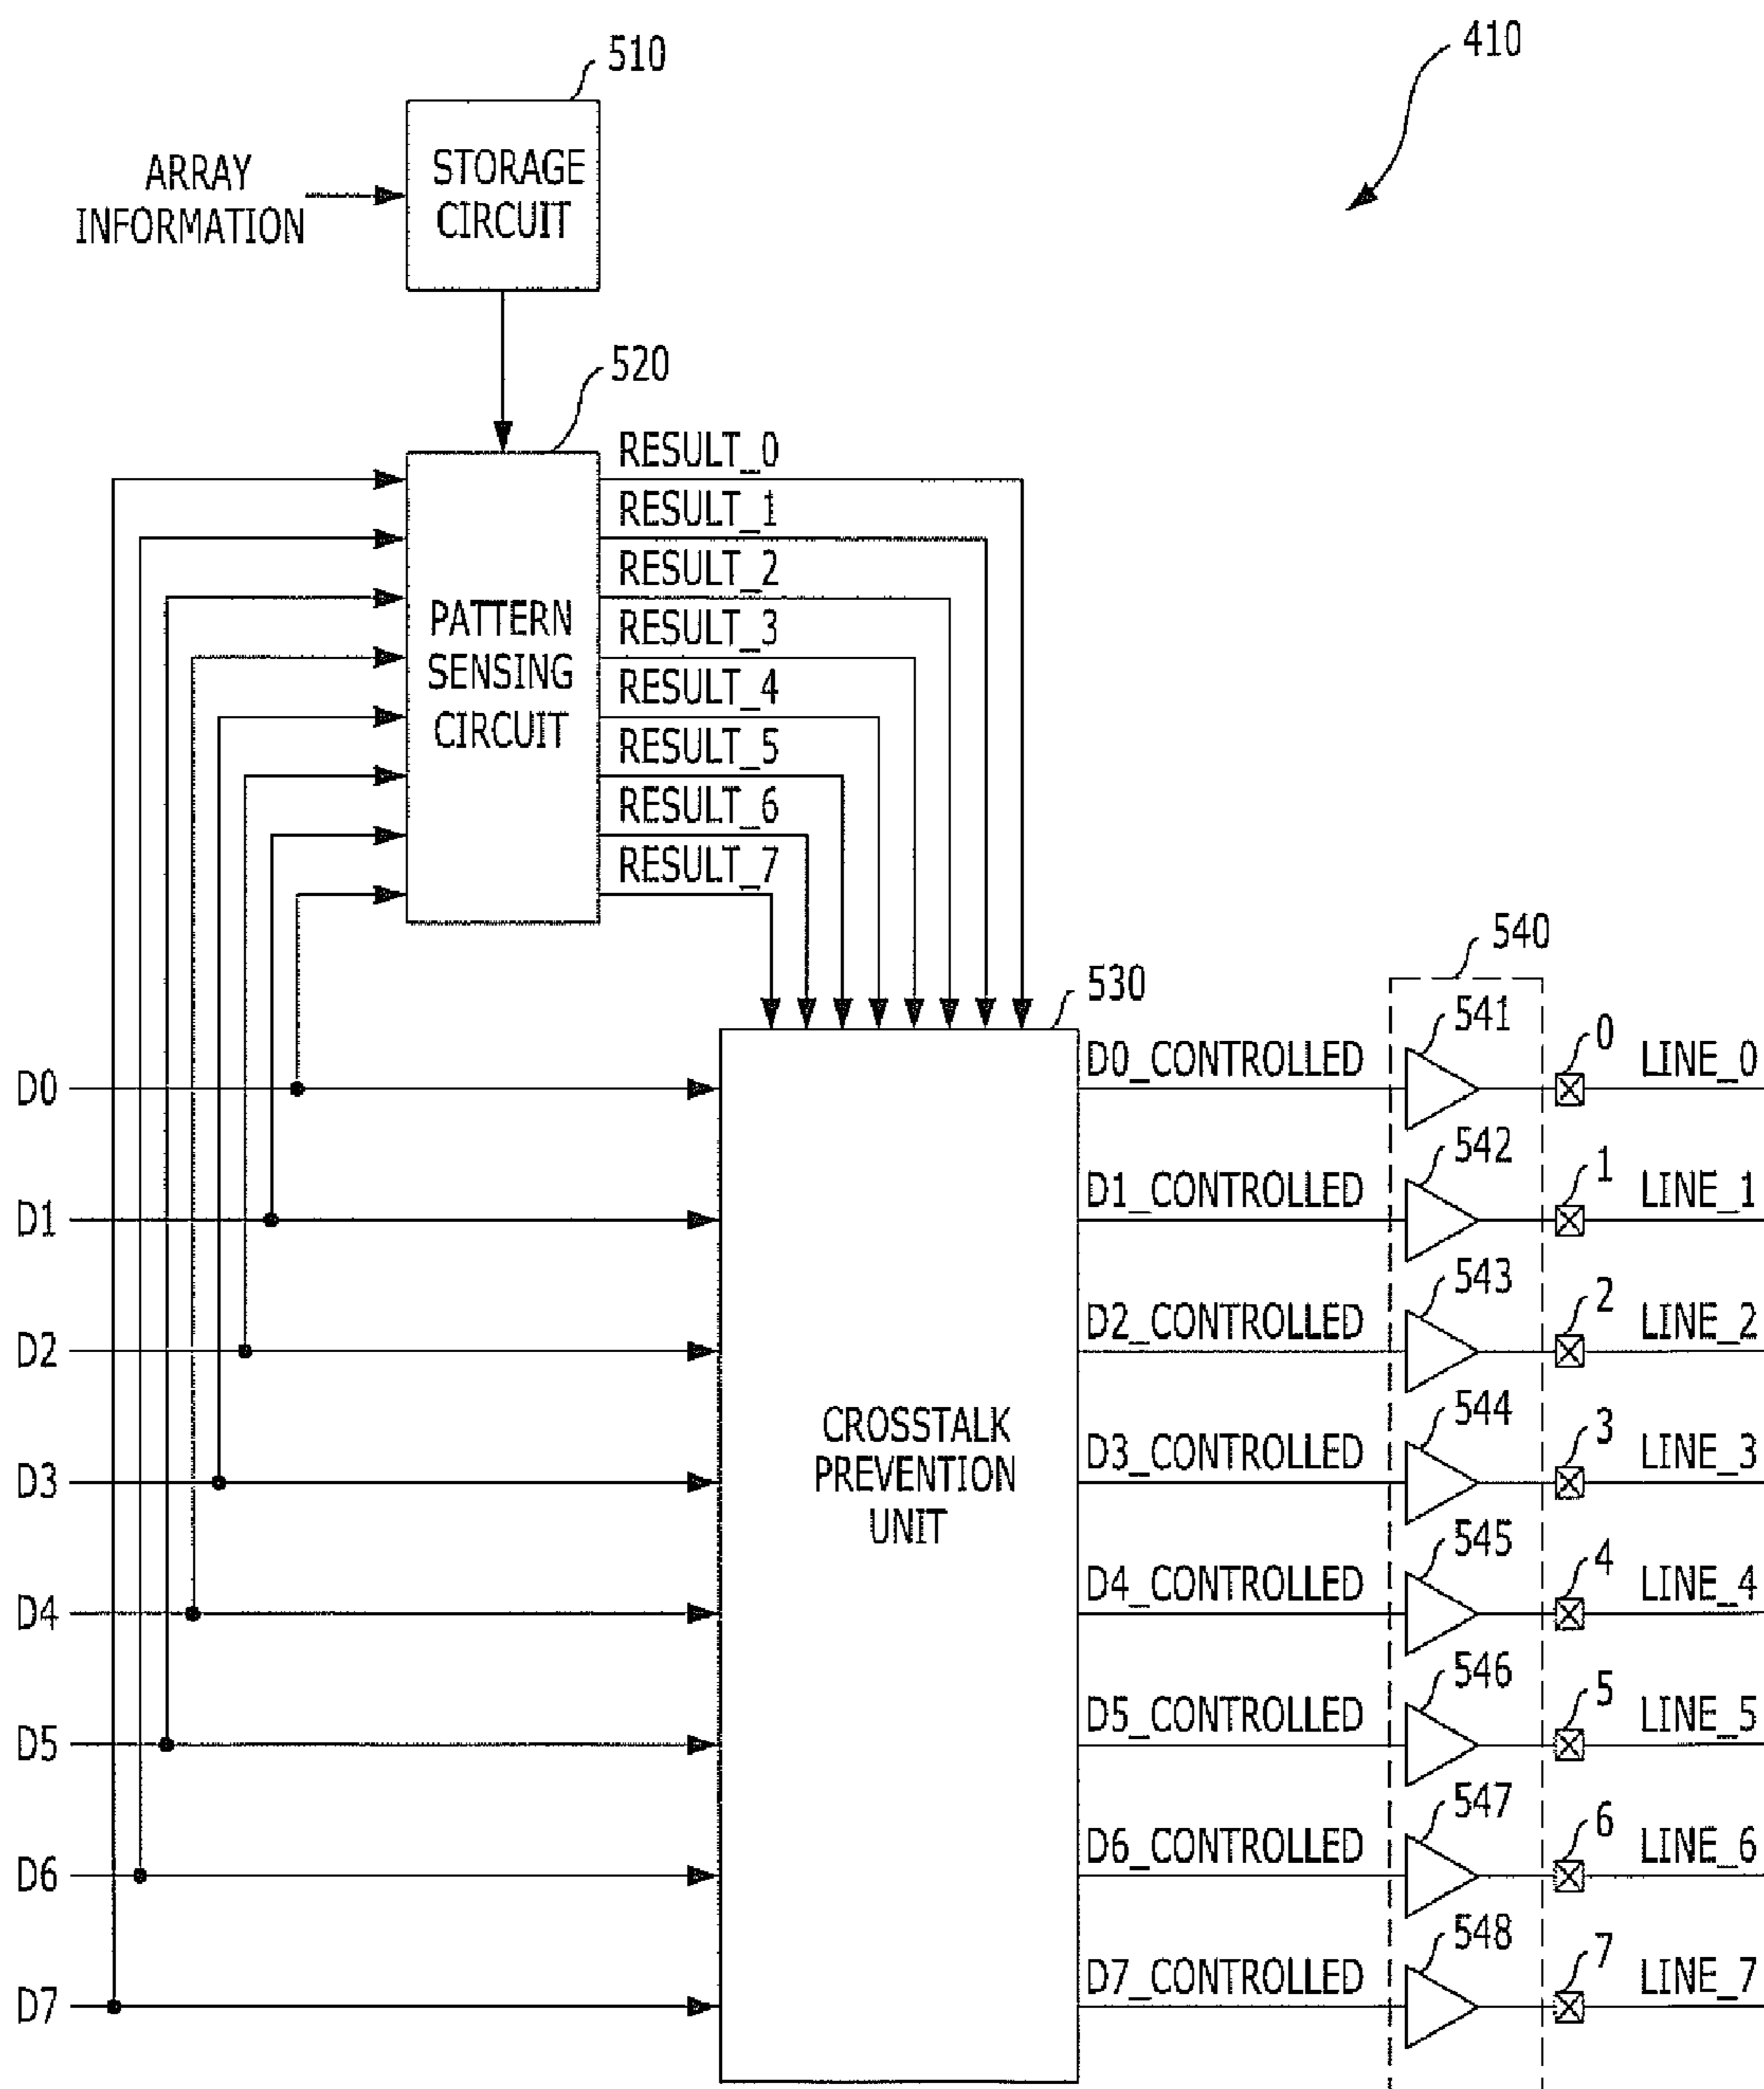 410
510
ARRAY
INFORMATION
STORAGE
CIRCUIT
520
RESULT_0
RESULT_1
RESULT_2
RESULT_3
RESULT_4
RESULT_5
RESULT_6
RESULT_7
PATTERN
SENSING
CIRCUIT
530
540
CROSSTALK
PREVENTION
UNIT
D0
D0_CONTROLLED
541
0
LINE_0
D1
D1_CONTROLLED
542
1
LINE_1
D2
D2_CONTROLLED
543
2
LINE_2
D3
D3_CONTROLLED
544
3
LINE_3
D4
D4_CONTROLLED
545
4
LINE_4
D5
D5_CONTROLLED
546
5
LINE_5
D6
D6_CONTROLLED
547
6
LINE_6
D7
D7_CONTROLLED
548
7
LINE_7